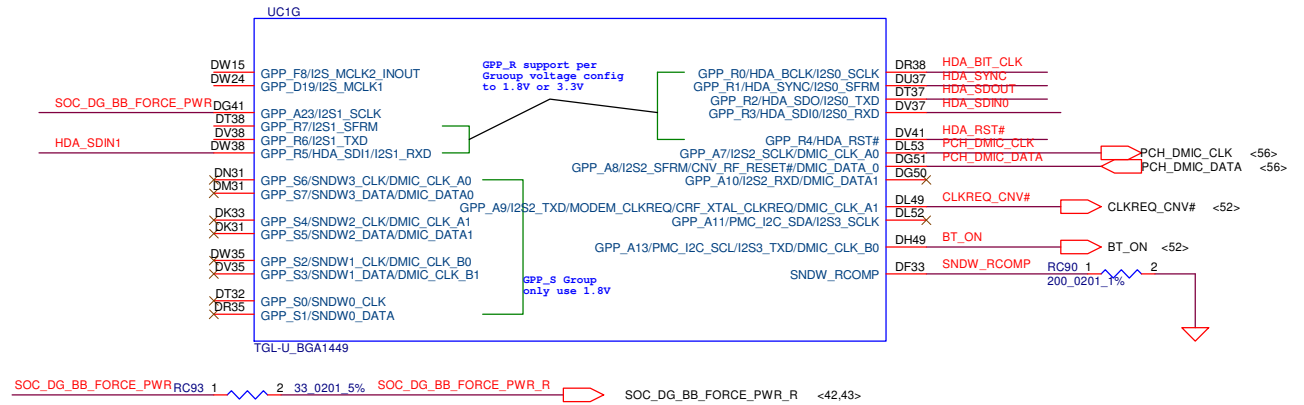 UC1G
DW15 GPP_F8/I2S_MCLK2_INOUT
DW24 GPP_D19/I2S_MCLK1
SOC_DG_BB_FORCE_PWR DG41 GPP_A23/I2S1_SCLK
DT38 GPP_R7/I2S1_SFRM
DV38 GPP_R6/I2S1_TXD
HDA_SDIN1 DW38 GPP_R5/HDA_SDI1/I2S1_RXD
DN31 GPP_S6/SNDW3_CLK/DMIC_CLK_A0
DM31 GPP_S7/SNDW3_DATA/DMIC_DATA0
DK33 GPP_S4/SNDW2_CLK/DMIC_CLK_A1
DK31 GPP_S5/SNDW2_DATA/DMIC_DATA1
DW35 GPP_S2/SNDW1_CLK/DMIC_CLK_B0
DV35 GPP_S3/SNDW1_DATA/DMIC_CLK_B1
DT32 GPP_S0/SNDW0_CLK
DR35 GPP_S1/SNDW0_DATA
GPP_R support per
Gruoup voltage config
to 1.8V or 3.3V
GPP_S Group
only use 1.8V
GPP_R0/HDA_BCLK/I2S0_SCLK DR38 HDA_BIT_CLK
GPP_R1/HDA_SYNC/I2S0_SFRM DU37 HDA_SYNC
GPP_R2/HDA_SDO/I2S0_TXD DT37 HDA_SDOUT
GPP_R3/HDA_SDI0/I2S0_RXD DV37 HDA_SDIN0
GPP_R4/HDA_RST# DV41 HDA_RST#
GPP_A7/I2S2_SCLK/DMIC_CLK_A0 DL53 PCH_DMIC_CLK PCH_DMIC_CLK <56>
GPP_A8/I2S2_SFRM/CNV_RF_RESET#/DMIC_DATA_0 DG51 PCH_DMIC_DATA PCH_DMIC_DATA <56>
GPP_A10/I2S2_RXD/DMIC_DATA1 DG50
GPP_A9/I2S2_TXD/MODEM_CLKREQ/CRF_XTAL_CLKREQ/DMIC_CLK_A1 DL49 CLKREQ_CNV# CLKREQ_CNV# <52>
GPP_A11/PMC_I2C_SDA/I2S3_SCLK DL52
GPP_A13/PMC_I2C_SCL/I2S3_TXD/DMIC_CLK_B0 DH49 BT_ON BT_ON <52>
SNDW_RCOMP DF33 SNDW_RCOMP RC90 1 2
200_0201_1%
TGL-U_BGA1449
SOC_DG_BB_FORCE_PWR RC93 1 2 33_0201_5% SOC_DG_BB_FORCE_PWR_R SOC_DG_BB_FORCE_PWR_R <42,43>